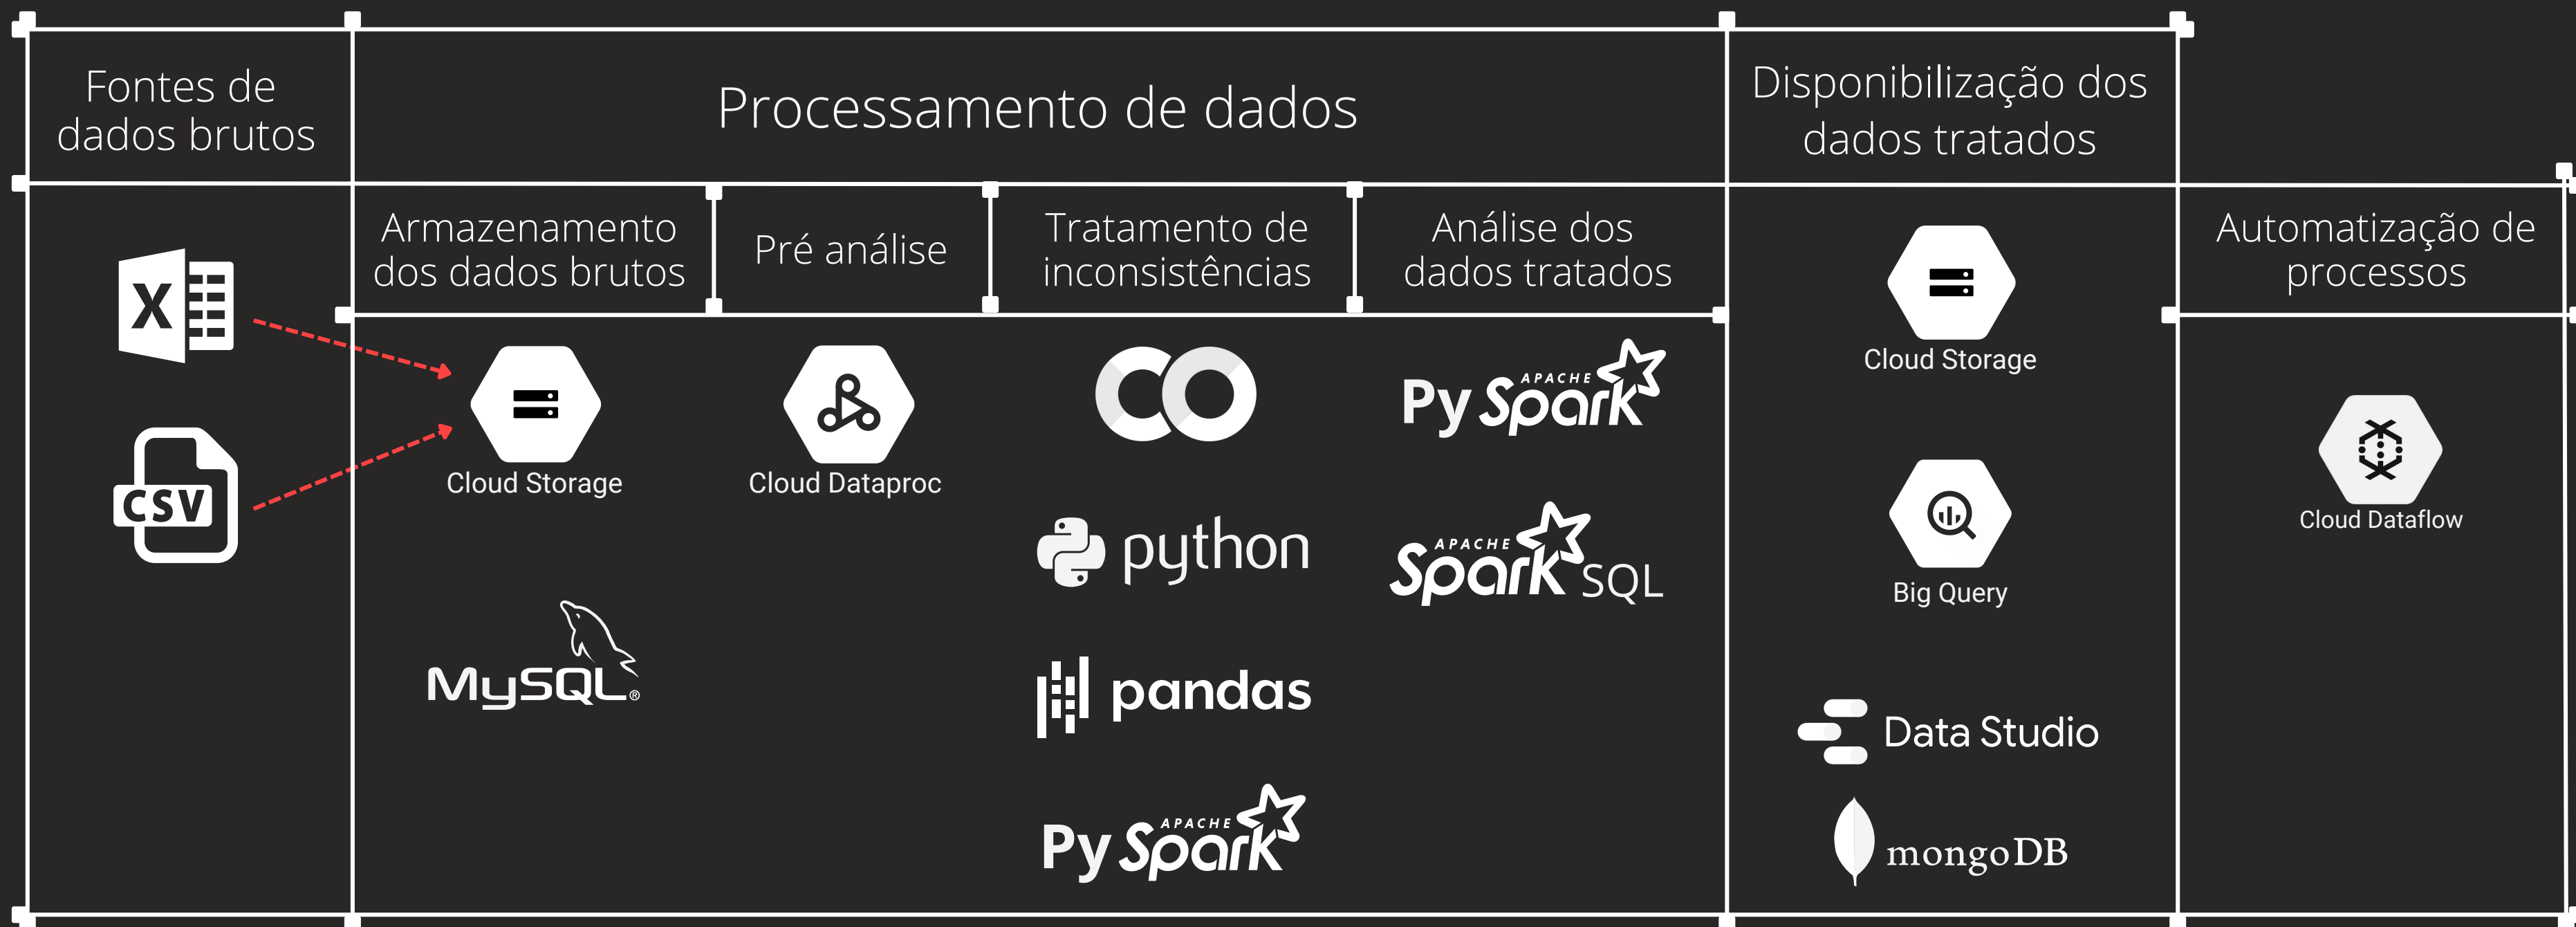 Fontes de
dados brutos
Processamento de dados
Disponibilização dos
dados tratados
Armazenamento
dos dados brutos
Pré análise
Tratamento de
inconsistências
Análise dos
dados tratados
Automatização de
processos
X
CSV
Cloud Storage
MySQL®
Cloud Dataproc
CO
python
pandas
Py APACHE Spark
Py APACHE Spark
APACHE Spark SQL
Cloud Storage
Big Query
Data Studio
mongoDB
Cloud Dataflow